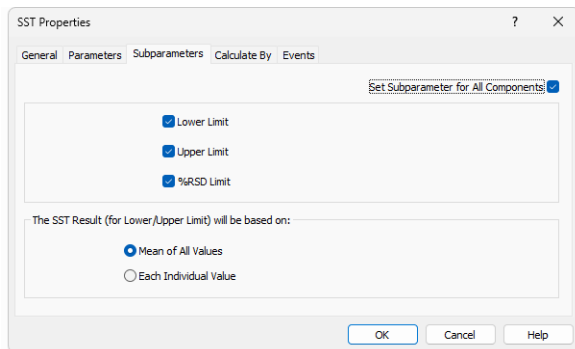 SST Properties
?
General Parameters Subparameters Calculate By Events
Set Subparameter for All Components
Lower Limit
Upper Limit
%RSD Limit
The SST Result (for Lower/Upper Limit) will be based on:
Mean of All Values
Each Individual Value
OK Cancel Help